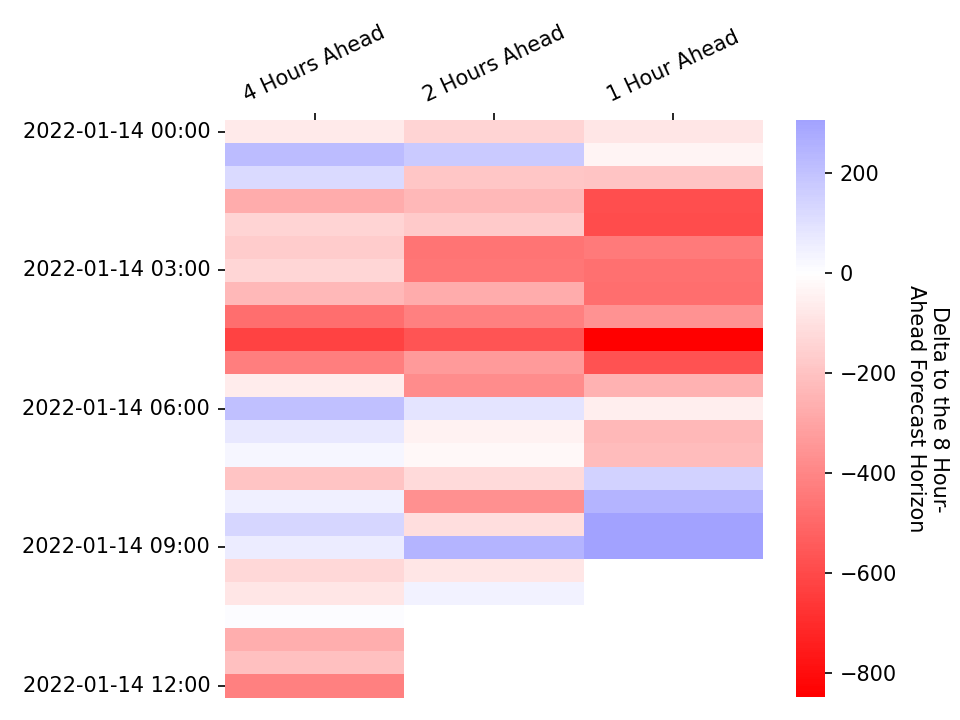 4 Hours Ahead
2 Hours Ahead
1 Hour Ahead
2022-01-14 00:00
2022-01-14 03:00
2022-01-14 06:00
2022-01-14 09:00
2022-01-14 12:00
200
0
−200
−400
−600
−800
Delta to the 8 Hour-
Ahead Forecast Horizon